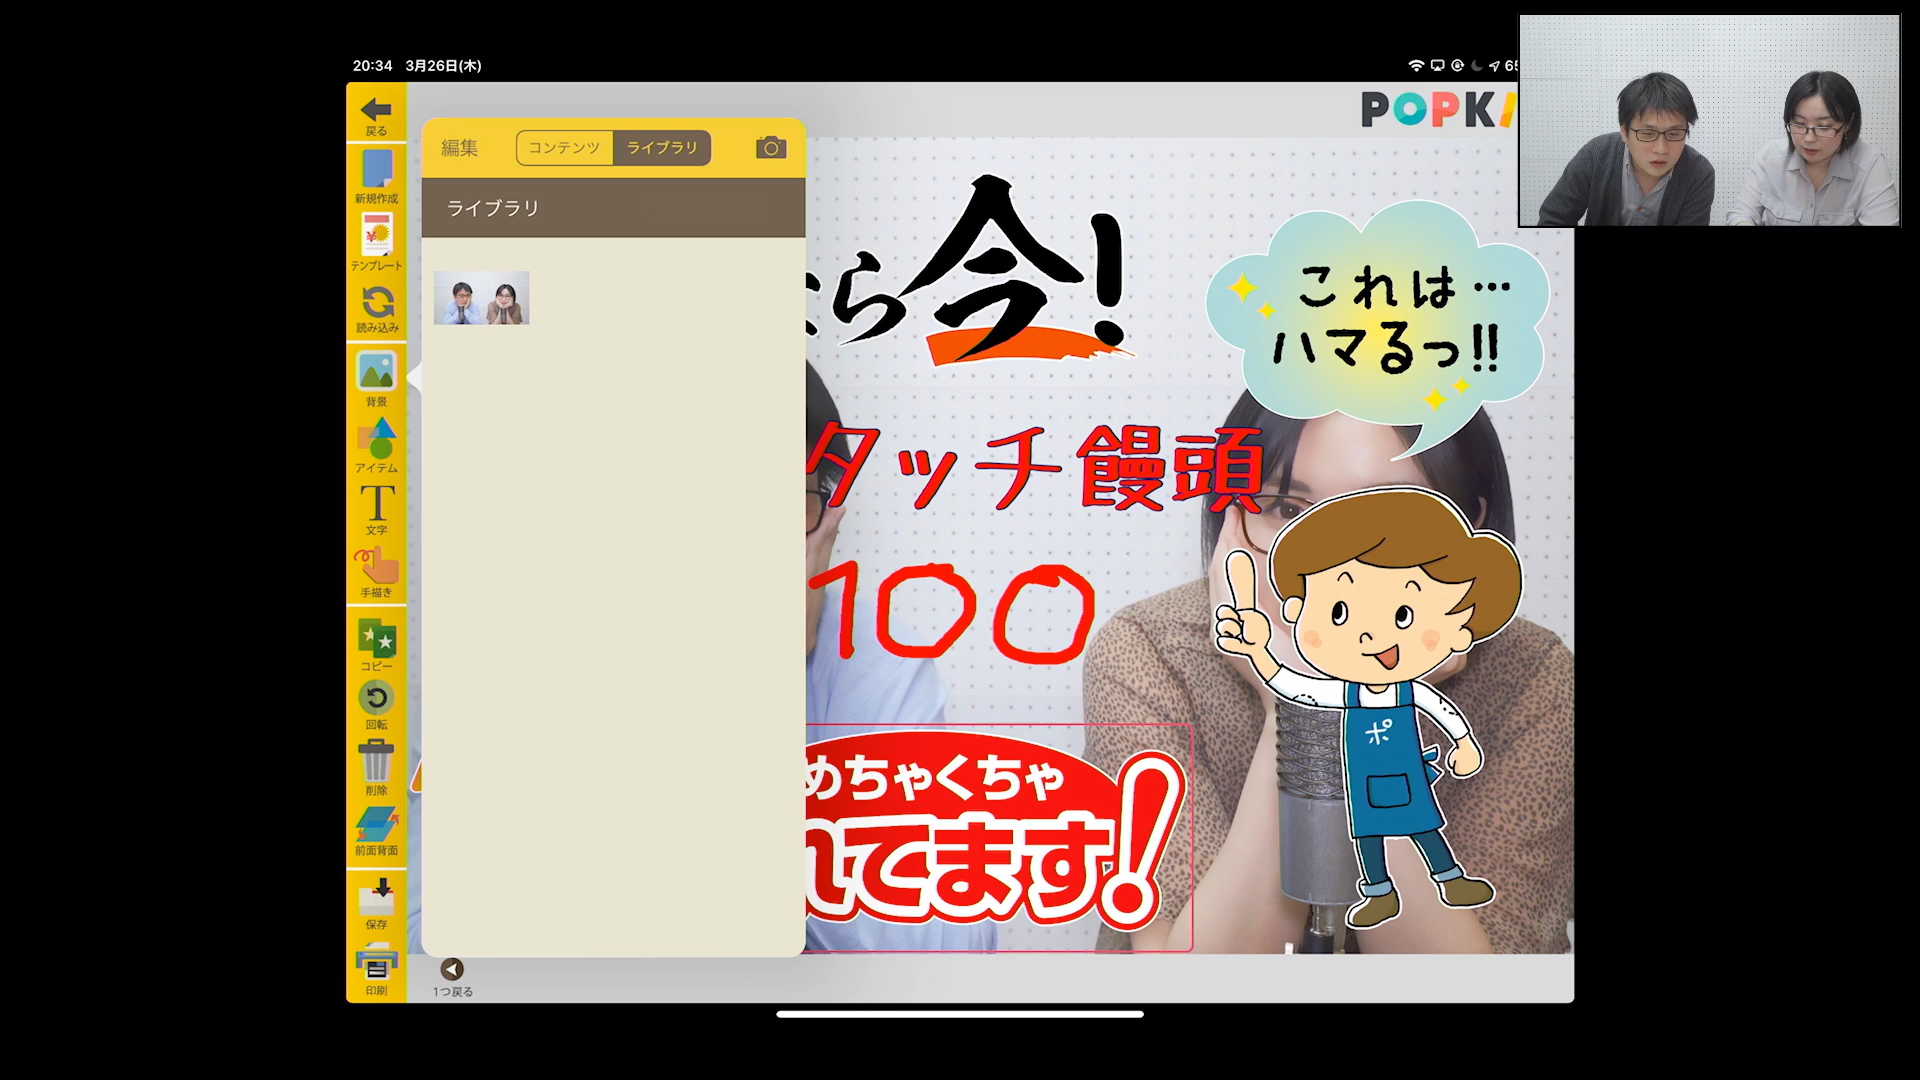 20:34 3月26日(木)
戻る
新規作成
テンプレート
読み込み
背景
アイテム
文字
手描き
コピー
回転
削除
前面背面
保存
印刷
編集
コンテンツ
ライブラリ
ライブラリ
1つ戻る
POPK
ら今!
これは…
ハマるっ!!
タッチ饅頭
100
めちゃくちゃ
れてます!
ポ